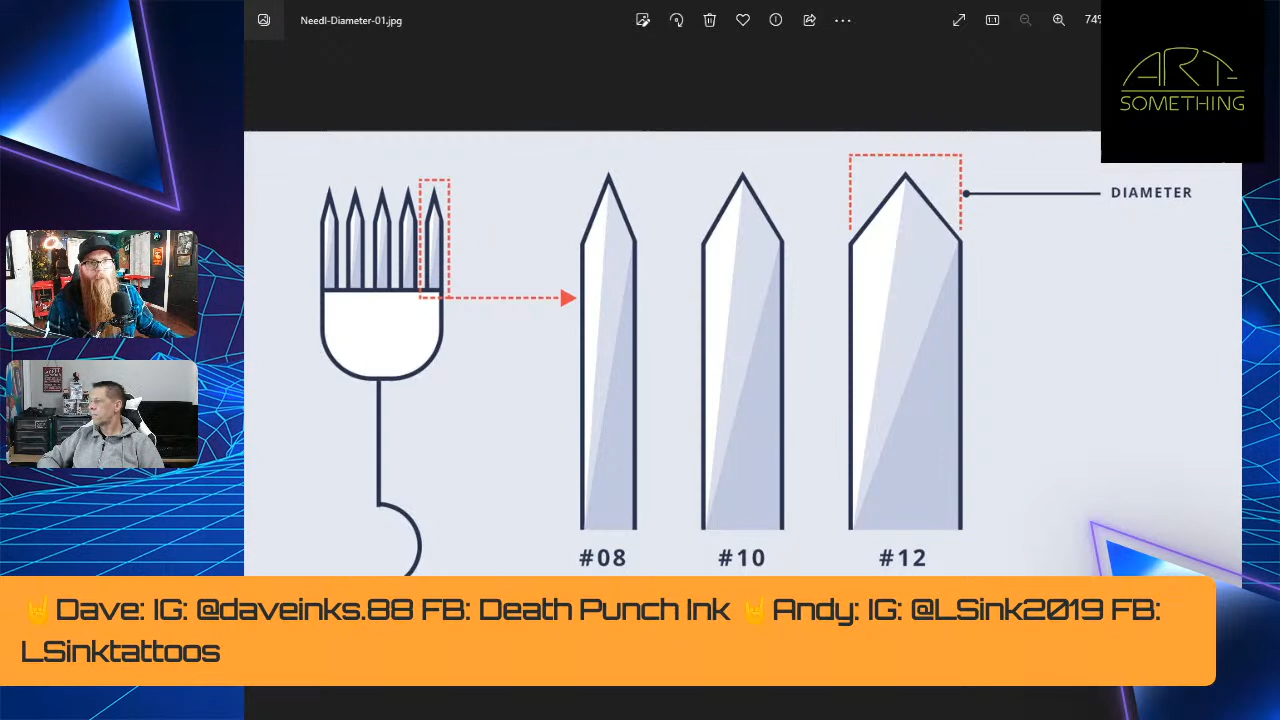 Needl-Diameter-01.jpg
74%
ART-
SOMETHING
DIAMETER
#08
#10
#12
🤘Dave: IG: @daveinks.88 FB: Death Punch Ink 🤘Andy: IG: @LSink2019 FB:
LSinktattoos